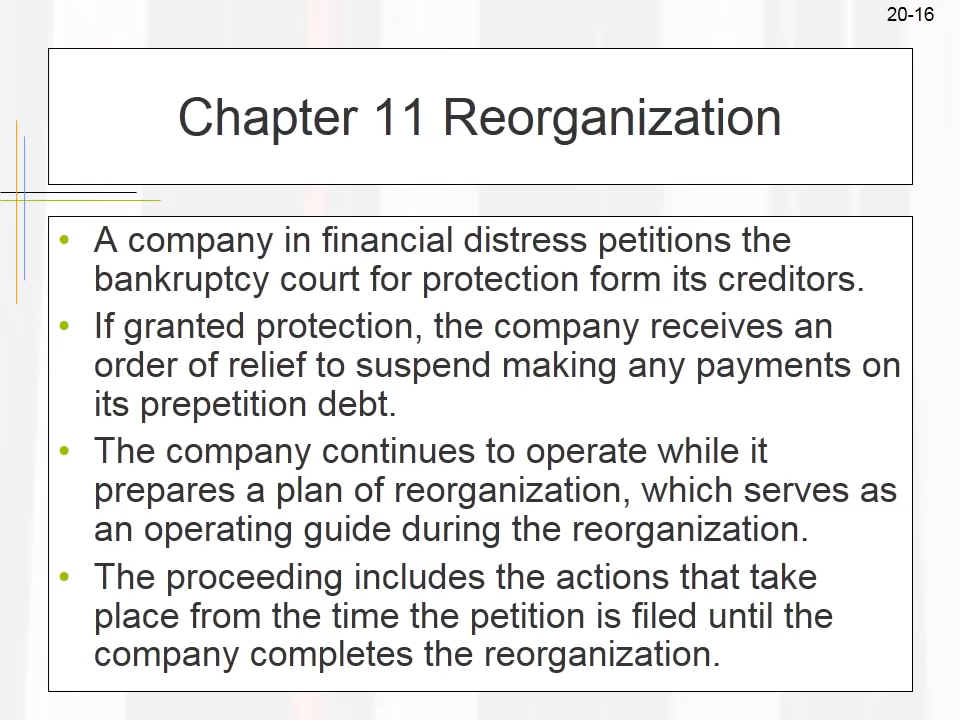 20-16
Chapter 11 Reorganization
• A company in financial distress petitions the
bankruptcy court for protection form its creditors.
• If granted protection, the company receives an
order of relief to suspend making any payments on
its prepetition debt.
• The company continues to operate while it
prepares a plan of reorganization, which serves as
an operating guide during the reorganization.
• The proceeding includes the actions that take
place from the time the petition is filed until the
company completes the reorganization.